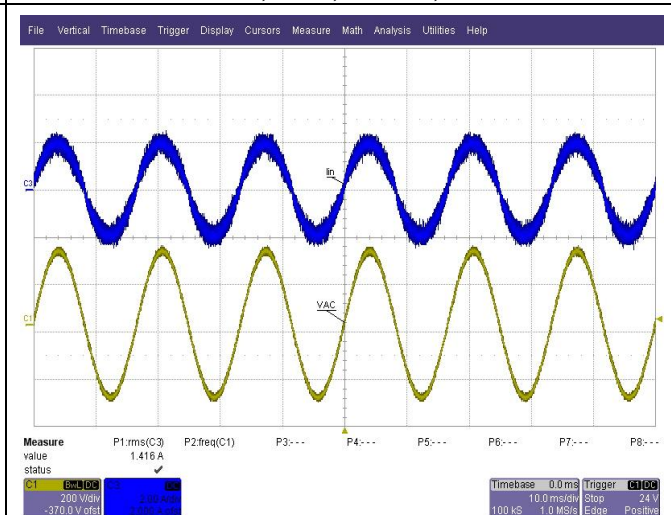 File Vertical Timebase Trigger Display Cursors Measure Math Analysis Utilities Help
C3
Iin
C1
VAC
Measure P1:rms(C3) P2:freq(C1) P3:--- P4:--- P5:--- P6:--- P7:--- P8:---
value 1.416 A
status ✔
C1 BwL DC
DC
Timebase 0.0 ms Trigger C1 DC
200 V/div
10.0 ms/div Stop 24 V
-370.0 V ofst
100 kS 1.0 MS/s Edge Positive